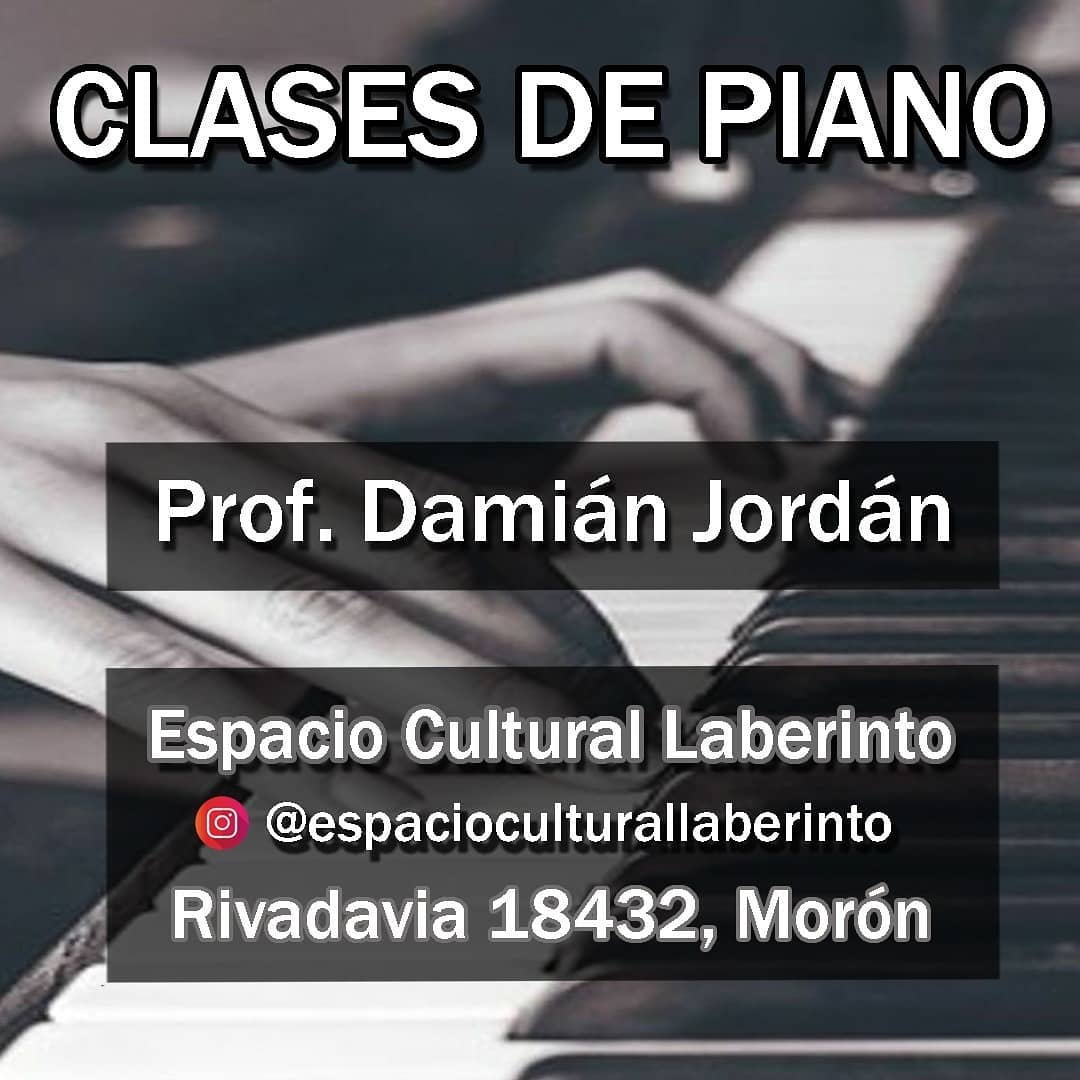 CLASES DE PIANO
Prof. Damián Jordán
Espacio Cultural Laberinto
@espacioculturallaberinto
Rivadavia 18432, Morón